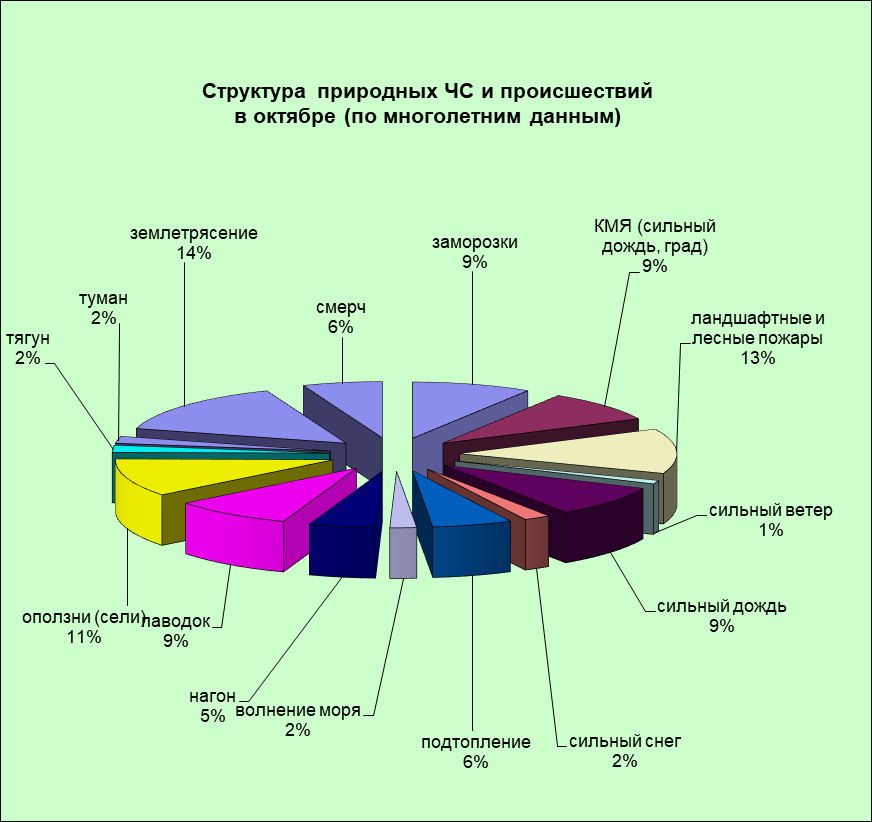 Структура природных ЧС и происшествий
в октябре (по многолетним данным)
заморозки
9%
КМЯ (сильный
дождь, град)
9%
ландшафтные и
лесные пожары
13%
сильный ветер
1%
сильный дождь
9%
сильный снег
2%
подтопление
6%
волнение моря
2%
нагон
5%
паводок
9%
оползни (сели)
11%
тягун
2%
туман
2%
землетрясение
14%
смерч
6%